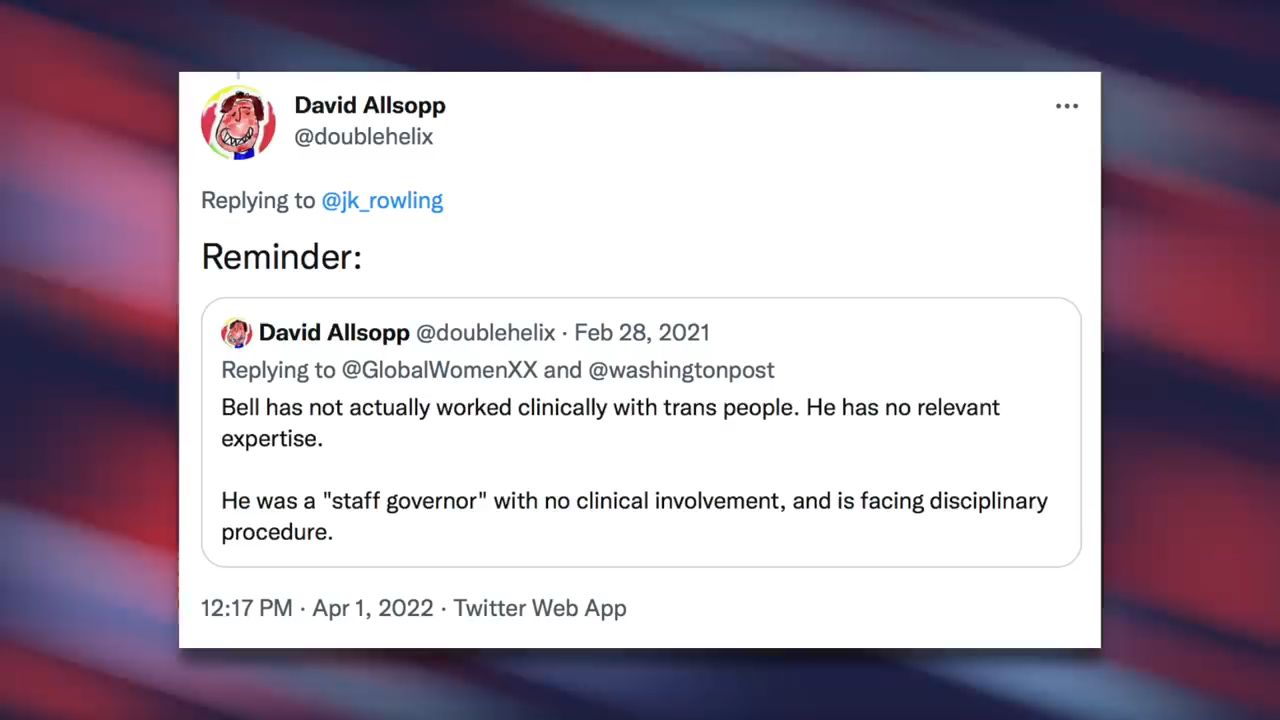 David Allsopp
@doublehelix
Replying to @jk_rowling
Reminder:
David Allsopp @doublehelix · Feb 28, 2021
Replying to @GlobalWomenXX and @washingtonpost
Bell has not actually worked clinically with trans people. He has no relevant
expertise.
He was a "staff governor" with no clinical involvement, and is facing disciplinary
procedure.
12:17 PM · Apr 1, 2022 · Twitter Web App